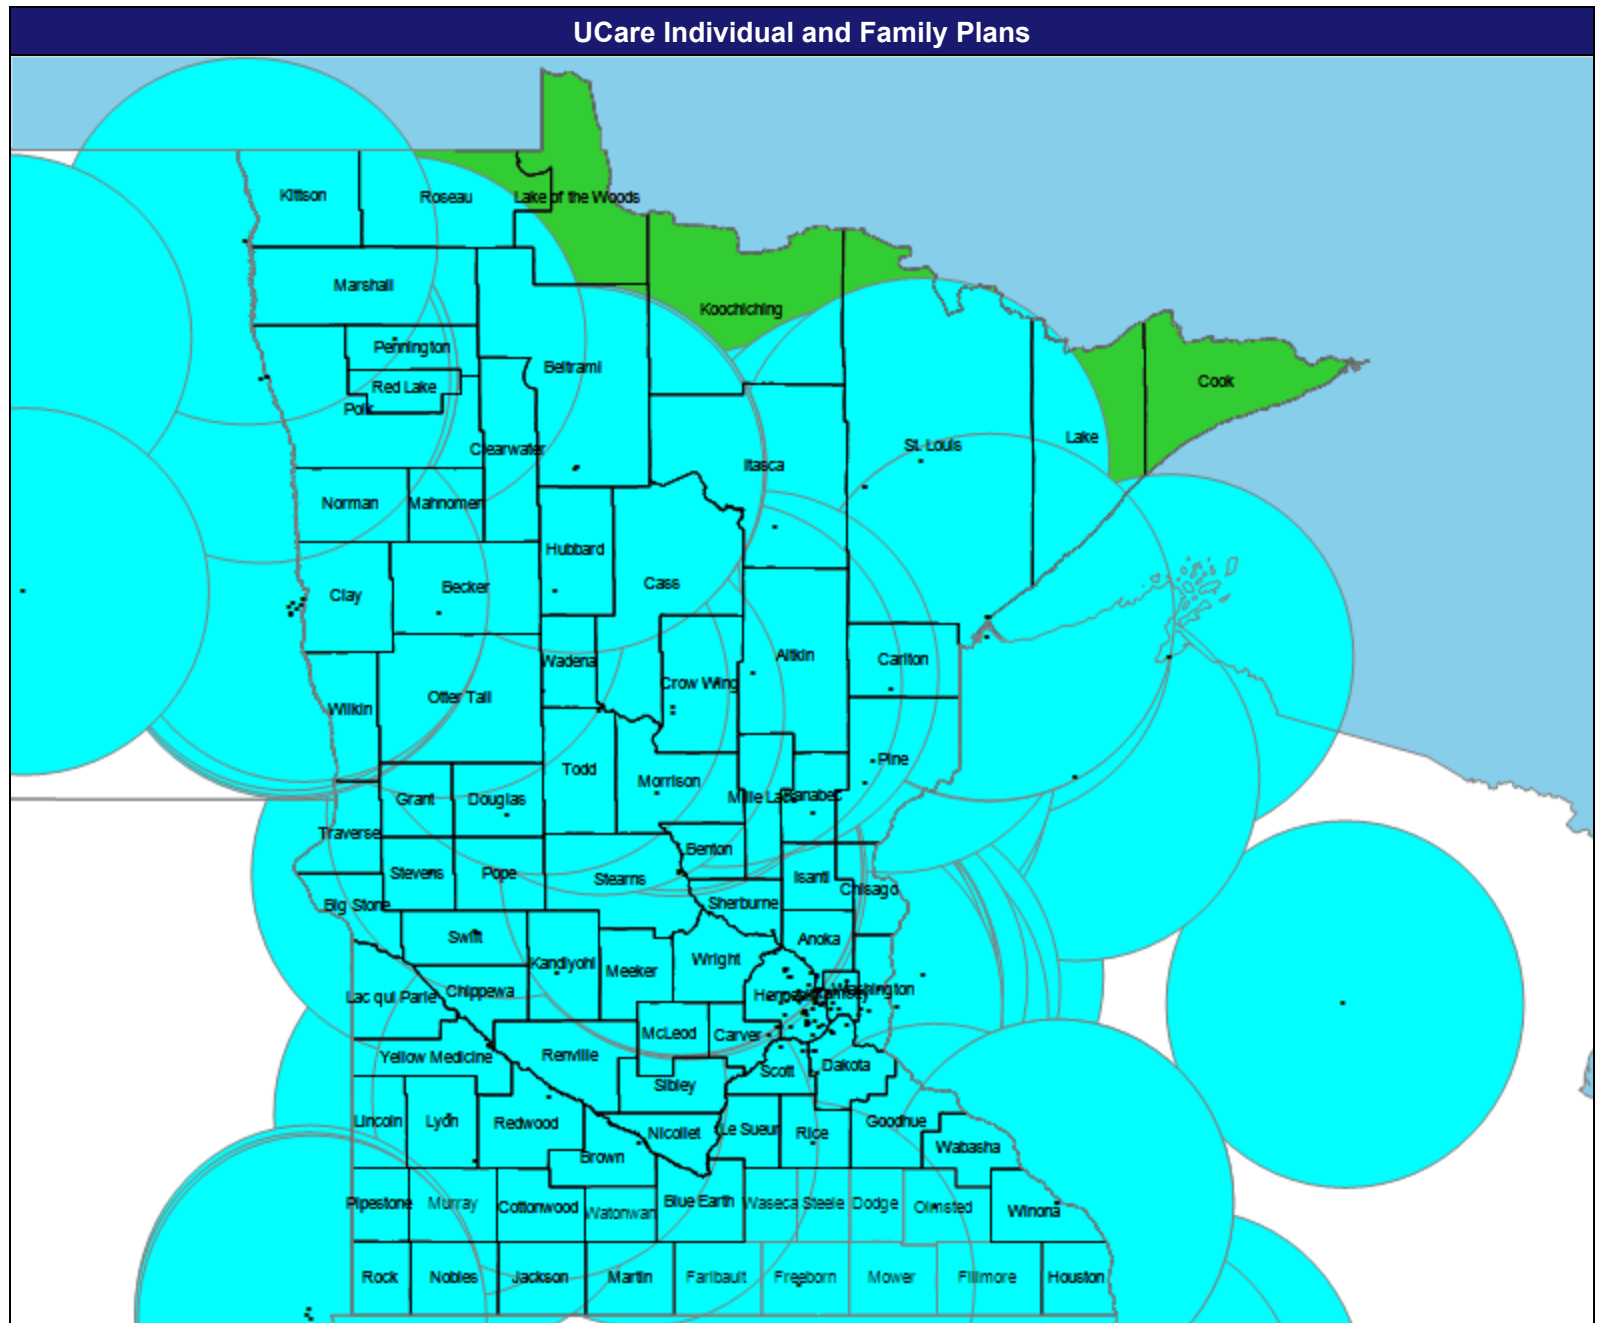 UCare Individual and Family Plans
Kittson
Roseau
Lake of the Woods
Marshall
Koochiching
Pennington
Beltrami
Red Lake
Cook
Polk
Lake
St. Louis
Clearwater
Itasca
Norman
Mahnomen
Hubbard
Cass
Becker
Clay
Aitkin
Carlton
Wadena
Crow Wing
Otter Tail
Wilkin
Pine
Todd
Morrison
Grant
Douglas
Mille Lacs
Kanabec
Traverse
Benton
Stevens
Pope
Stearns
Isanti
Chisago
Big Stone
Sherburne
Swift
Anoka
Wright
Kandiyohi
Meeker
Chippewa
Lac qui Parle
Hennepin
Ramsey
Washington
McLeod
Carver
Yellow Medicine
Renville
Scott
Dakota
Sibley
Lincoln
Lyon
Redwood
Nicollet
Le Sueur
Rice
Goodhue
Wabasha
Brown
Pipestone
Murray
Cottonwood
Watonwan
Blue Earth
Waseca
Steele
Dodge
Olmsted
Winona
Rock
Nobles
Jackson
Martin
Faribault
Freeborn
Mower
Fillmore
Houston